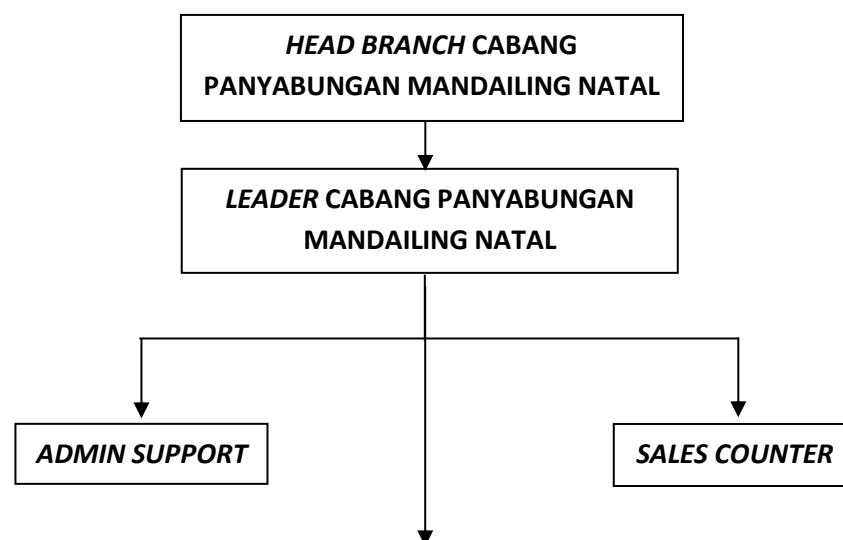 HEAD BRANCH CABANG
PANYABUNGAN MANDAILING NATAL
LEADER CABANG PANYABUNGAN
MANDAILING NATAL
ADMIN SUPPORT
SALES COUNTER